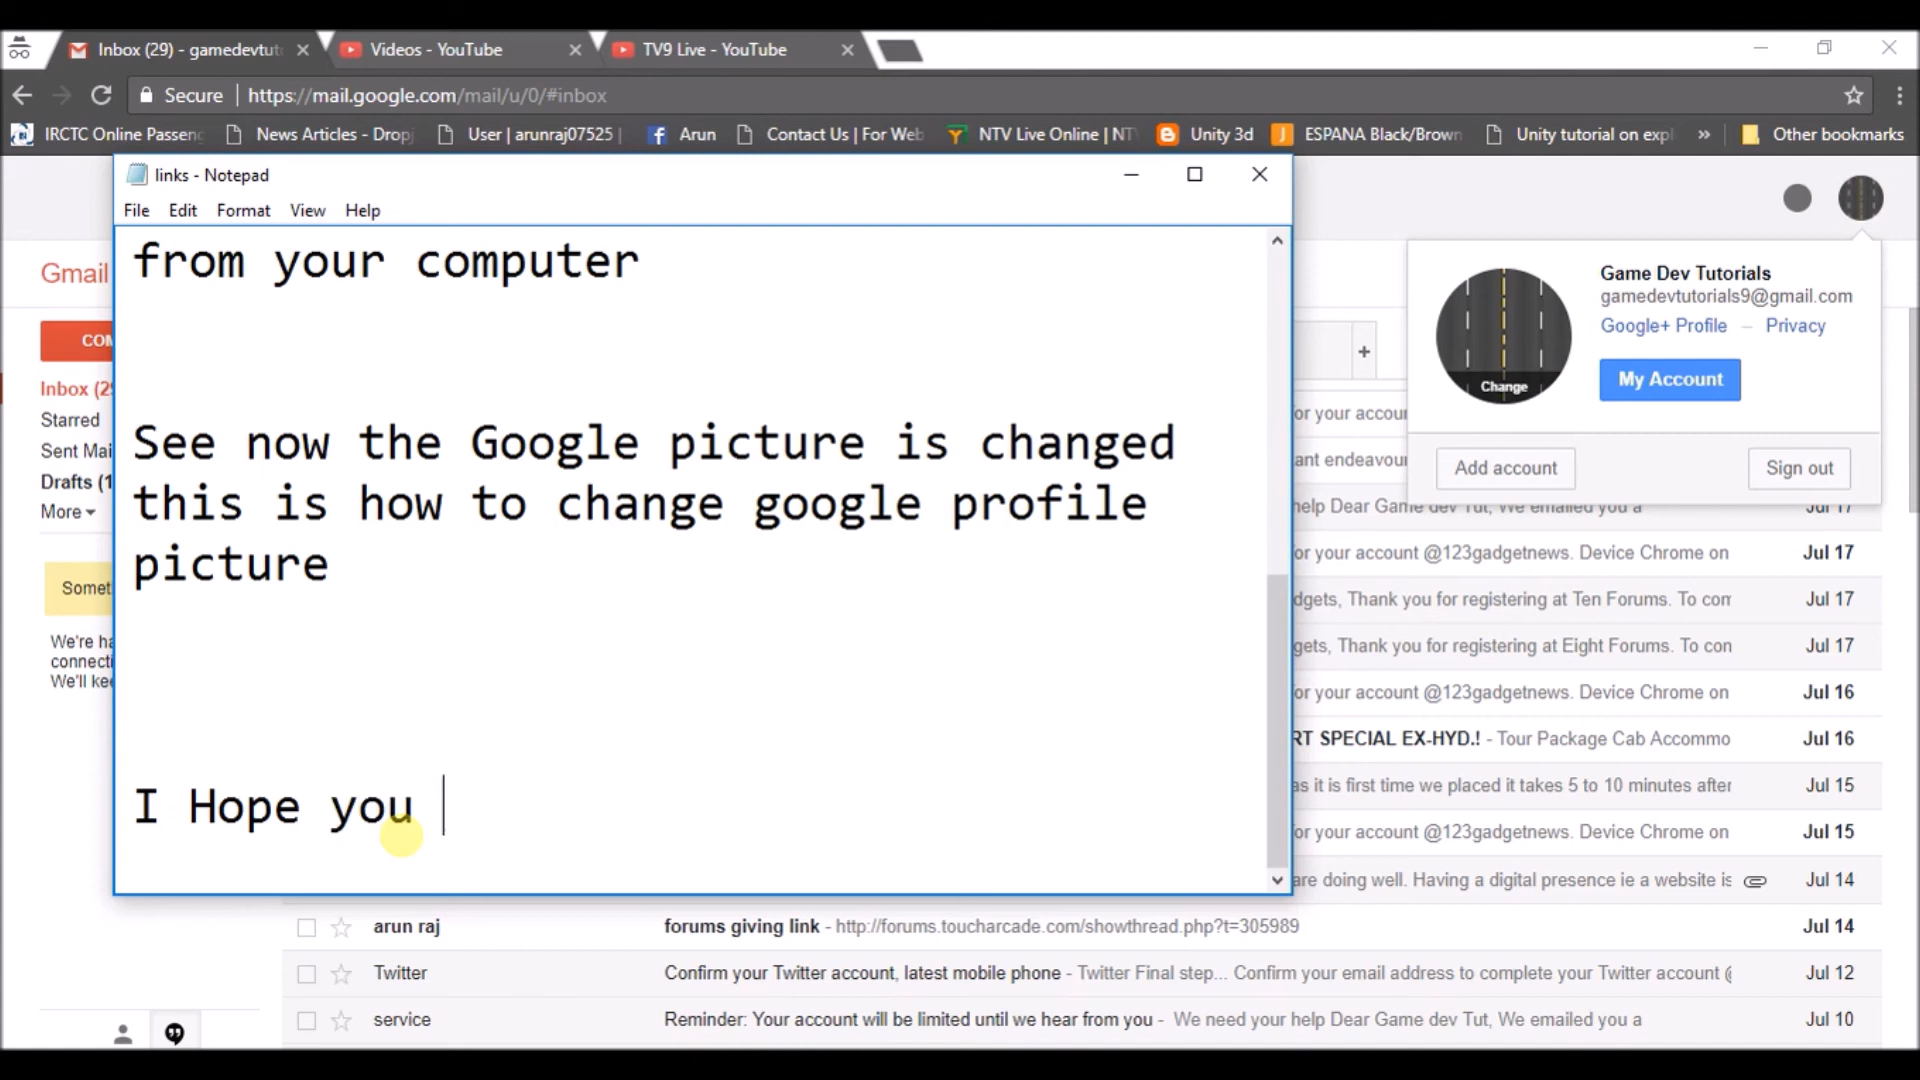 Inbox (29) - gamedevtut
Videos - YouTube
TV9 Live - YouTube
Secure
https://mail.google.com/mail/u/0/#inbox
IRCTC Online Passeng
News Articles - Dropj
User | arunraj07525 |
Arun
Contact Us | For Web
NTV Live Online | NT
Unity 3d
ESPANA Black/Brown
Unity tutorial on expl
»
Other bookmarks
links - Notepad
File Edit Format View Help
from your computer
See now the Google picture is changed
this is how to change google profile
picture
I Hope you
Gmail
COM
Inbox (29
Starred
Sent Mai
Drafts (1
More
Somet
We're ha
connecti
We'll kee
Game Dev Tutorials
gamedevtutorials9@gmail.com
Google+ Profile – Privacy
My Account
Change
Add account
Sign out
+
or your accou
ant endeavour
help Dear Game dev Tut, We emailed you a Jul 17
or your account @123gadgetnews. Device Chrome on Jul 17
dgets, Thank you for registering at Ten Forums. To com Jul 17
gets, Thank you for registering at Eight Forums. To con Jul 17
or your account @123gadgetnews. Device Chrome on Jul 16
RT SPECIAL EX-HYD.! - Tour Package Cab Accommo Jul 16
as it is first time we placed it takes 5 to 10 minutes after Jul 15
or your account @123gadgetnews. Device Chrome on Jul 15
are doing well. Having a digital presence ie a website is Jul 14
arun raj forums giving link - http://forums.toucharcade.com/showthread.php?t=305989 Jul 14
Twitter Confirm your Twitter account, latest mobile phone - Twitter Final step... Confirm your email address to complete your Twitter account @ Jul 12
service Reminder: Your account will be limited until we hear from you - We need your help Dear Game dev Tut, We emailed you a Jul 10